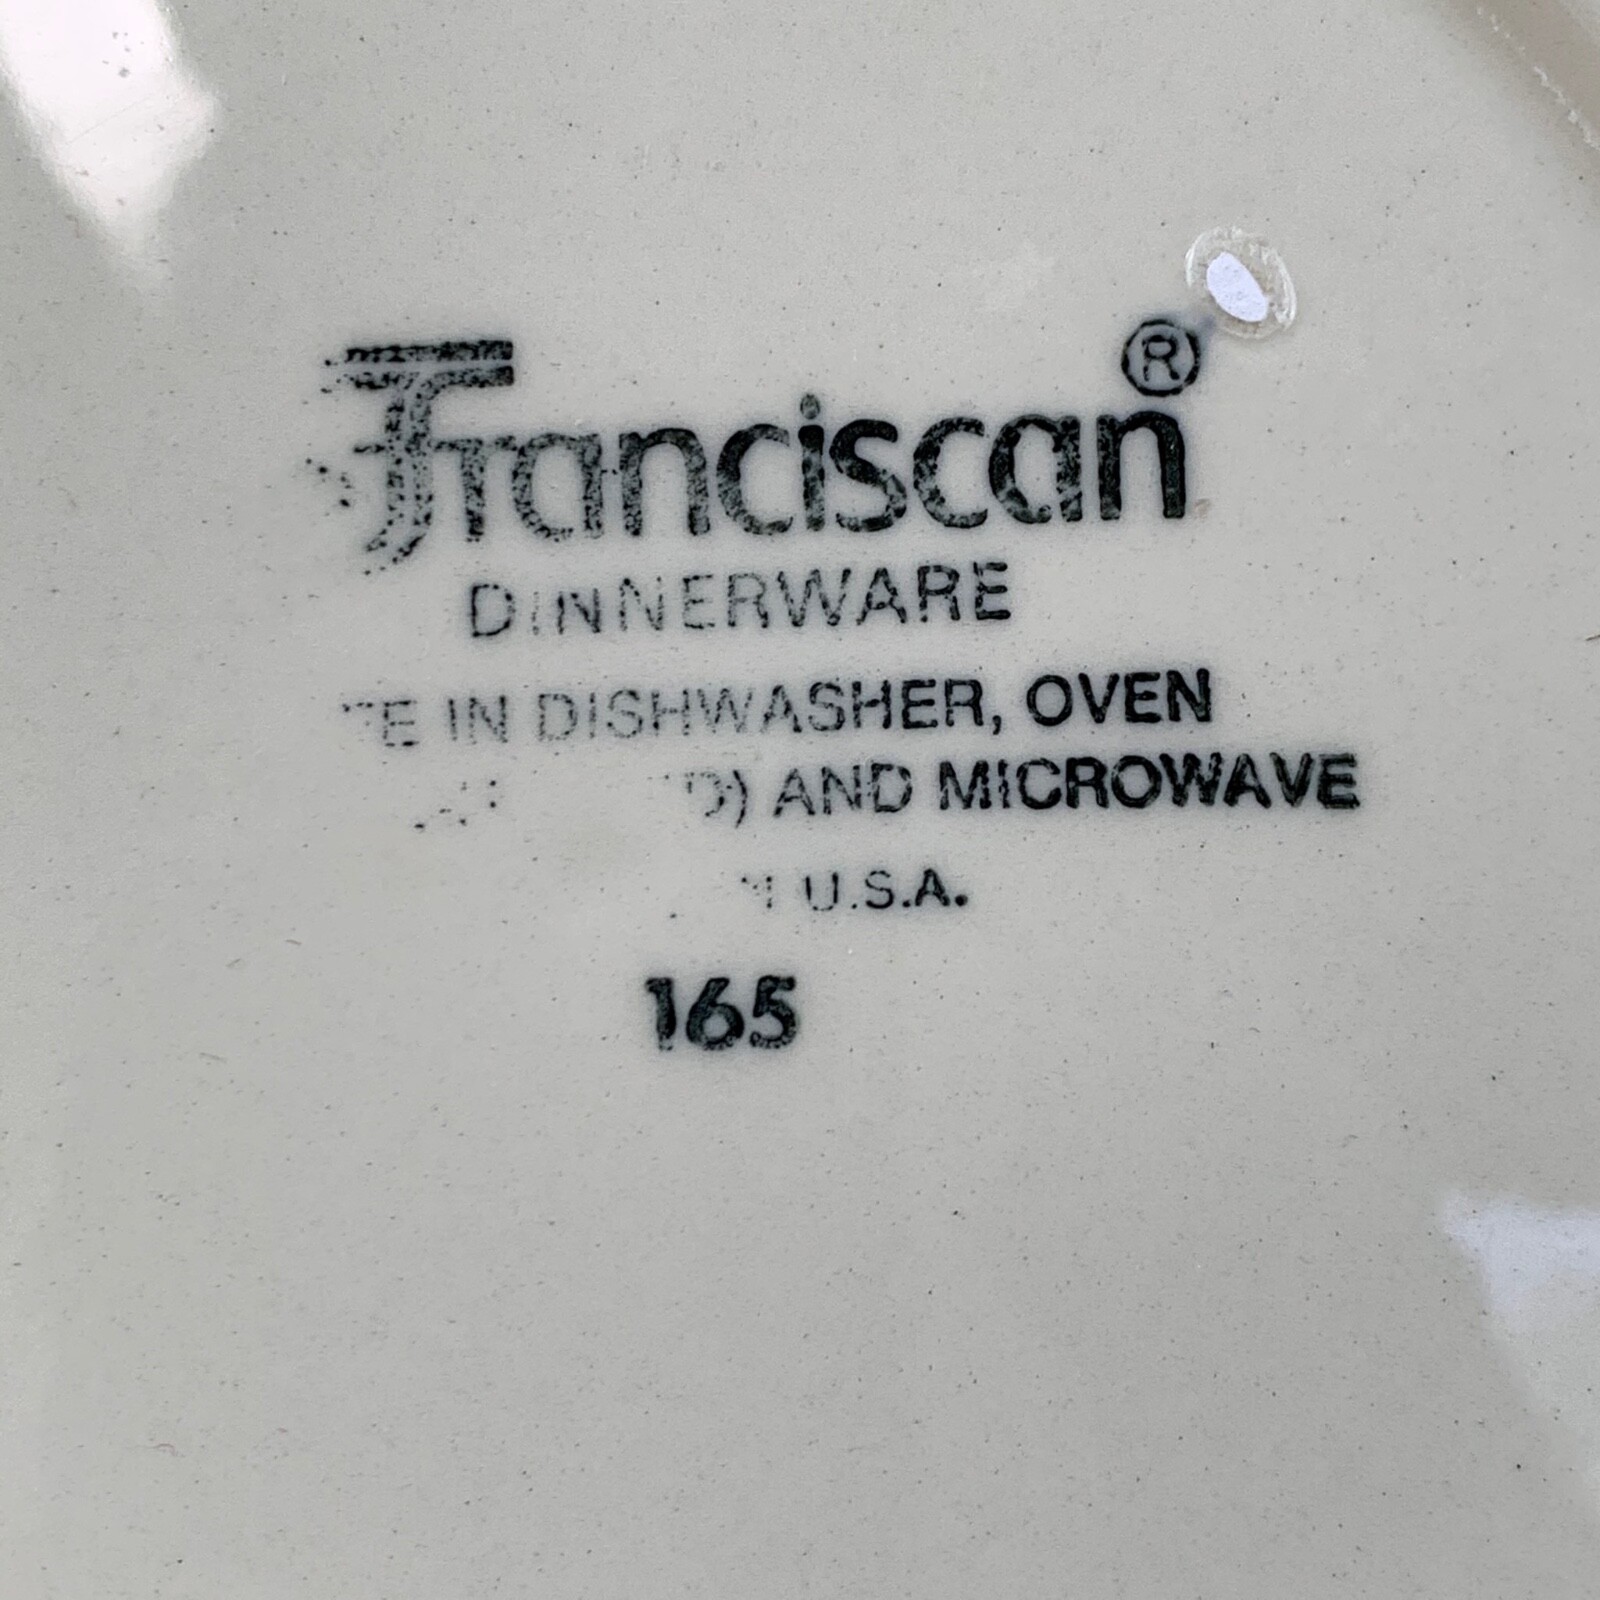 Franciscan®
DINNERWARE
IN DISHWASHER, OVEN
AND MICROWAVE
U.S.A.
165